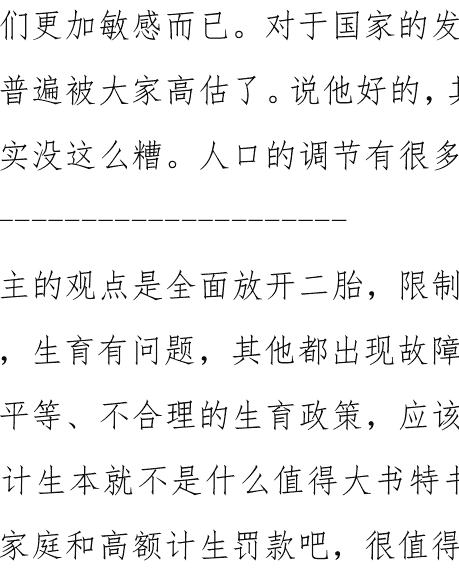 们更加敏感而已。对于国家的发
普遍被大家高估了。说他好的，
实没这么糟。人口的调节有很多
---------------------
主的观点是全面放开二胎，限制
，生育有问题，其他都出现故障
平等、不合理的生育政策，应该
计生本就不是什么值得大书特书
家庭和高额计生罚款吧，很值得